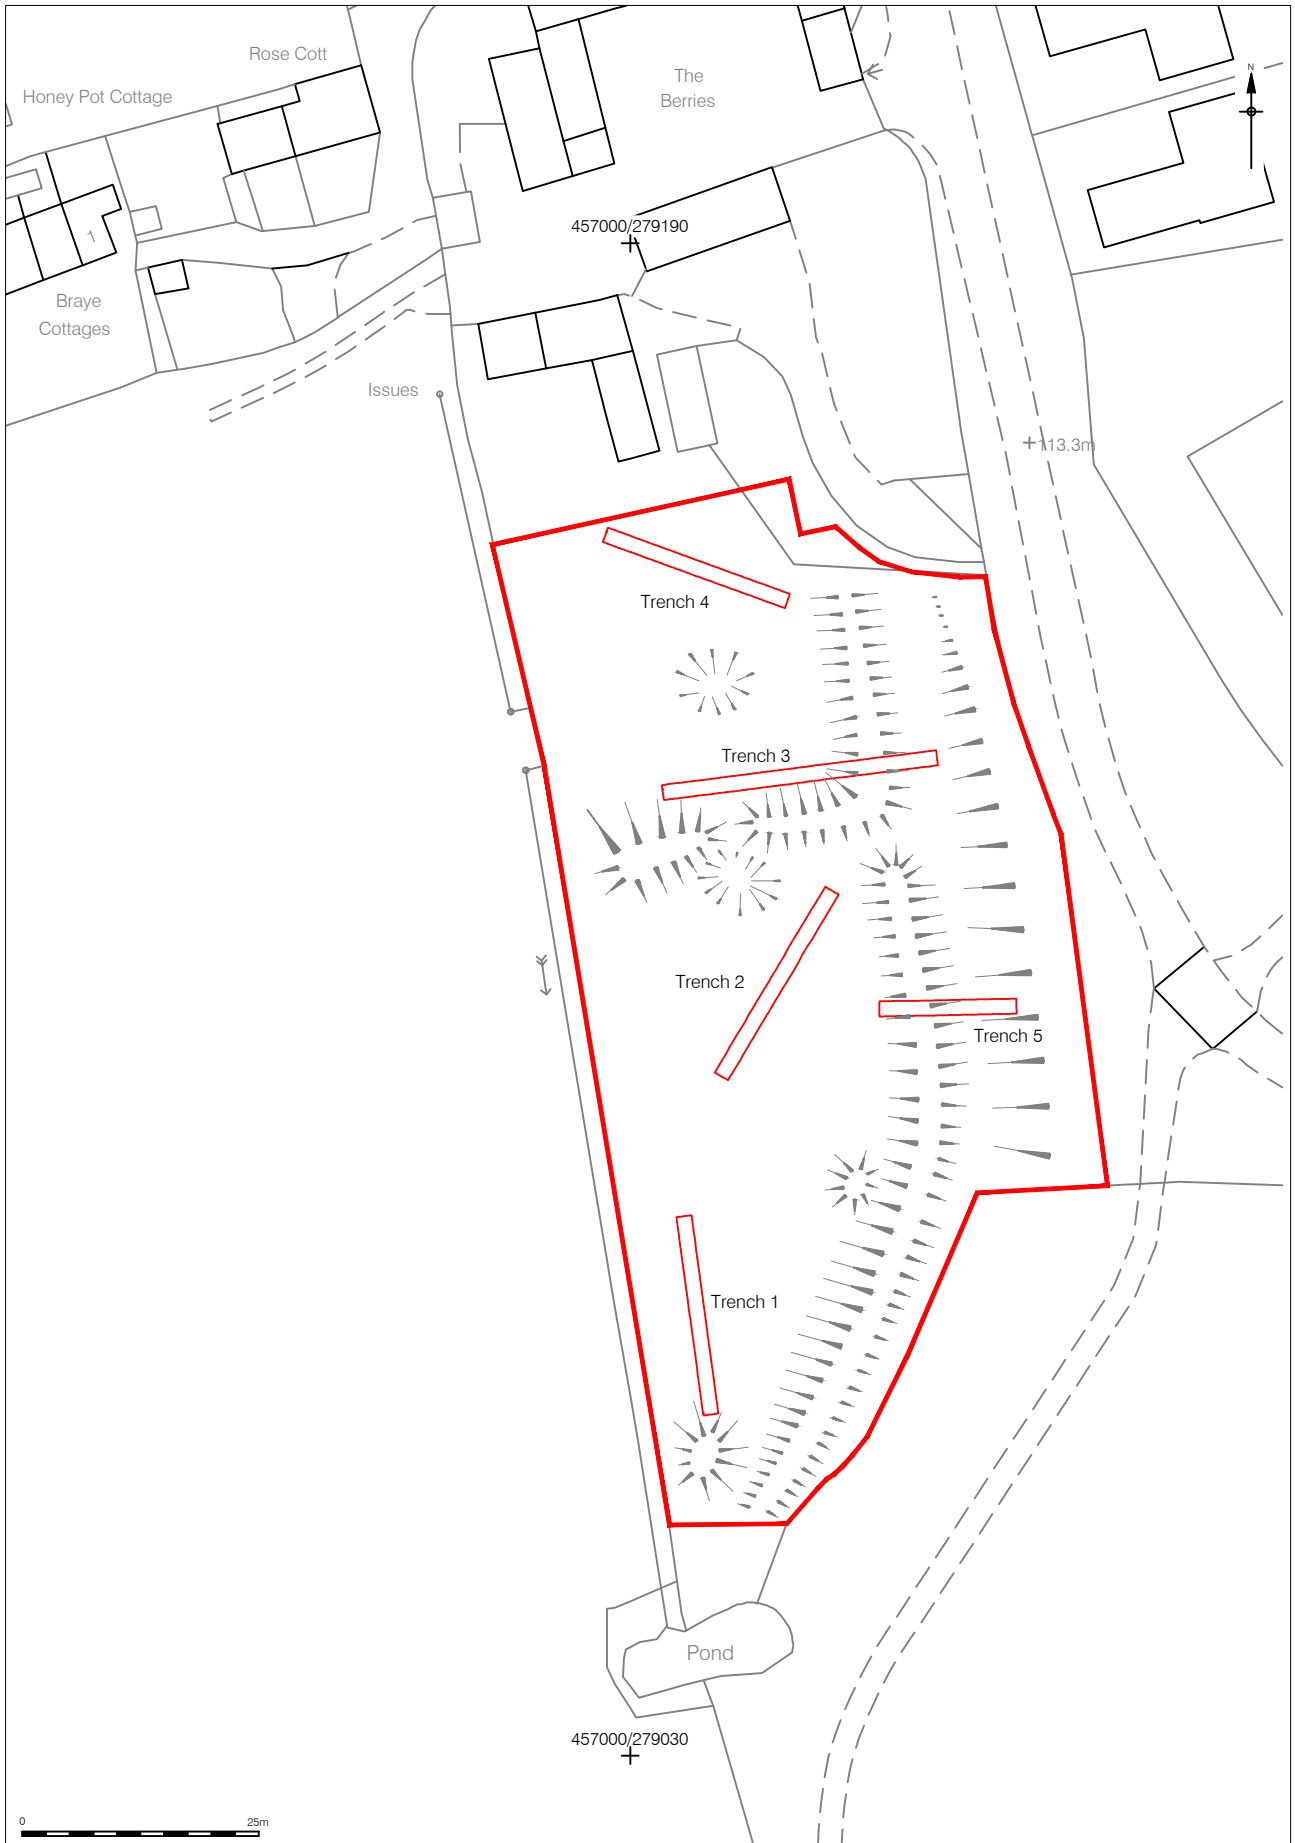 Rose Cott
The
Berries
N
Honey Pot Cottage
457000/279190
1
Braye
Cottages
Issues
113.3m
Trench 4
Trench 3
Trench 2
Trench 5
Trench 1
Pond
457000/279030
0 25m